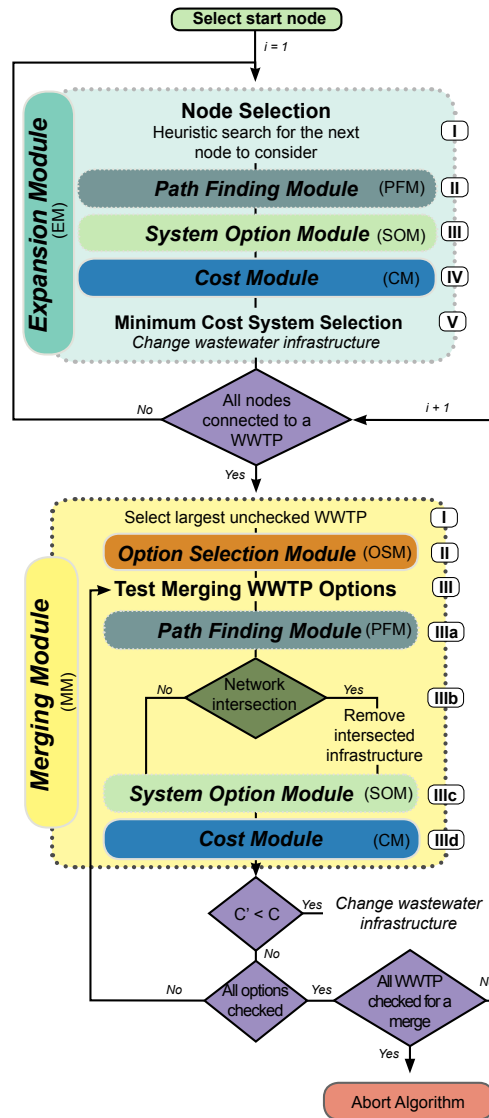 Select start node
i = 1
Expansion Module
(EM)
Node Selection
Heuristic search for the next
node to consider
I
Path Finding Module (PFM)
II
System Option Module (SOM)
III
Cost Module (CM)
IV
Minimum Cost System Selection
V
Change wastewater infrastructure
No
All nodes
connected to a
WWTP
i + 1
Yes
Merging Module
(MM)
Select largest unchecked WWTP
I
Option Selection Module (OSM)
II
Test Merging WWTP Options
III
Path Finding Module (PFM)
IIIa
No
Network
intersection
Yes
IIIb
Remove
intersected
infrastructure
System Option Module (SOM)
IIIc
Cost Module (CM)
IIId
C' < C
Yes
Change wastewater
infrastructure
No
No
All options
checked
Yes
All WWTP
checked for a
merge
Yes
Abort Algorithm